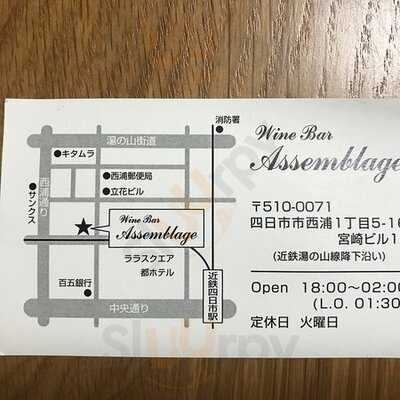 消防署
湯の山街道
キタムラ
西浦通り
サンクス
西浦郵便局
立花ビル
Wine Bar
Assemblage
ララスクエア
都ホテル
百五銀行
近鉄四日市駅
中央通り
Wine Bar
Assemblage
〒510-0071
四日市市西浦1丁目5-16
宮崎ビル1
(近鉄湯の山線降下沿い)
Open 18:00〜02:00
(L.O. 01:30
定休日 火曜日
Sluurpy